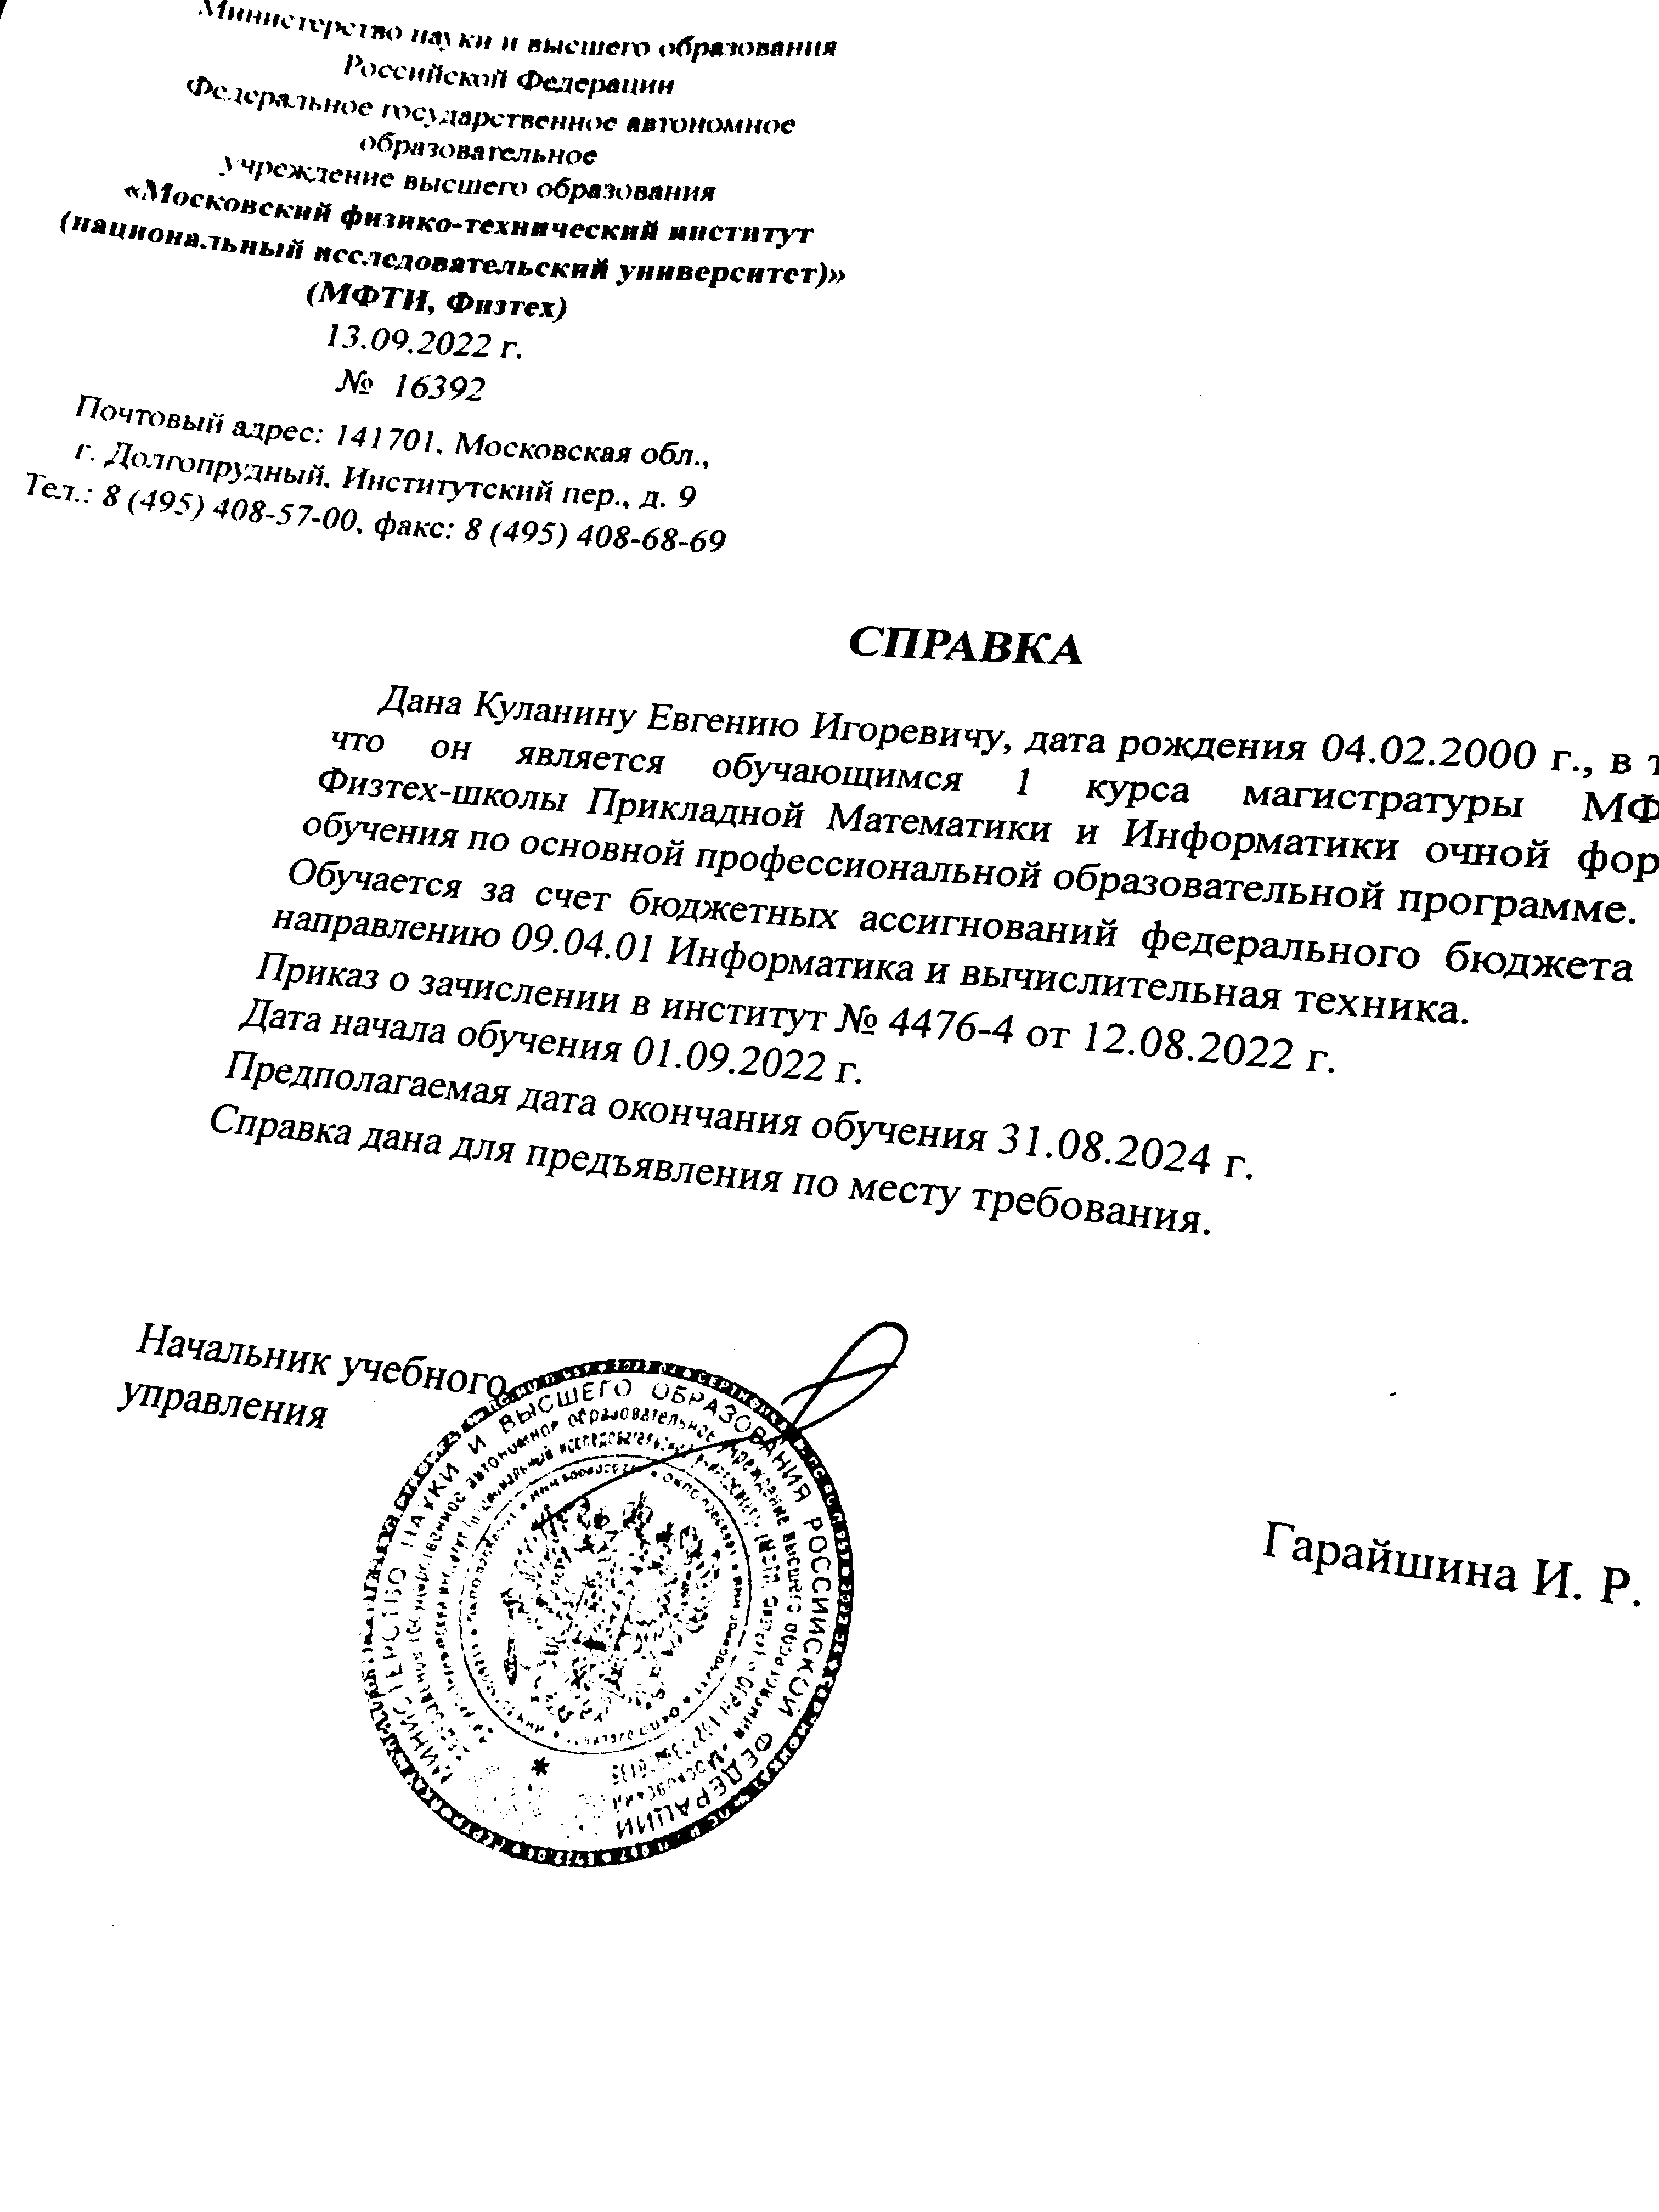 Министерство науки и высшего образования
Российской Федерации
Федеральное государственное автономное
образовательное
учреждение высшего образования
«Московский физико-технический институт
(национальный исследовательский университет)»
(МФТИ, Физтех)
13.09.2022 г.
№ 16392
Почтовый адрес: 141701, Московская обл.,
г. Долгопрудный, Институтский пер., д. 9
Тел.: 8 (495) 408-57-00, факс: 8 (495) 408-68-69
СПРАВКА
Дана Куланину Евгению Игоревичу, дата рождения 04.02.2000 г., в т
что он является обучающимся 1 курса магистратуры МФ
Физтех-школы Прикладной Математики и Информатики очной фор
обучения по основной профессиональной образовательной программе.
Обучается за счет бюджетных ассигнований федерального бюджета
направлению 09.04.01 Информатика и вычислительная техника.
Приказ о зачислении в институт № 4476-4 от 12.08.2022 г.
Дата начала обучения 01.09.2022 г.
Предполагаемая дата окончания обучения 31.08.2024 г.
Справка дана для предъявления по месту требования.
Начальник учебного
управления
Гарайшина И. Р.
МИНИСТЕРСТВО НАУКИ И ВЫСШЕГО ОБРАЗОВАНИЯ РОССИЙСКОЙ ФЕДЕРАЦИИ
государственное автономное образовательное учреждение высшего образования «Московский